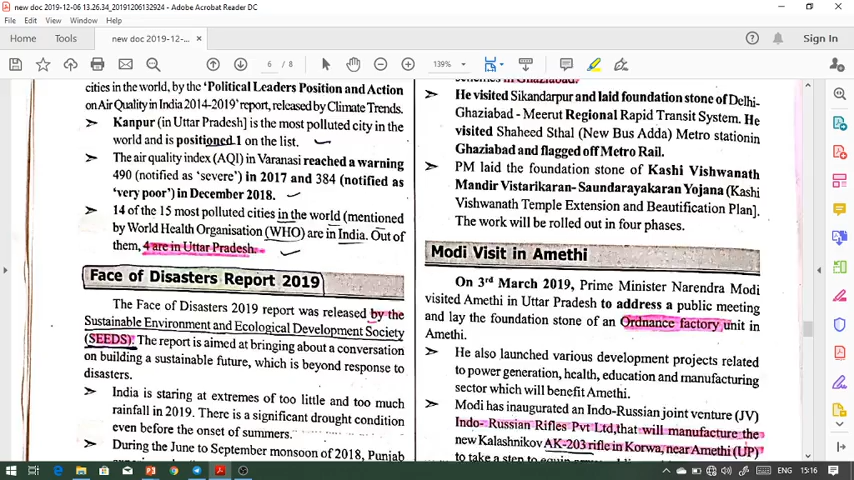 new doc 2019-12-06 13.26.34_20191206132924 - Adobe Acrobat Reader DC
File Edit View Window Help
Home Tools new doc 2019-12-... × Sign In
6 / 8 139%
cities in the world, by the 'Political Leaders Position and Action
on Air Quality in India 2014-2019' report, released by Climate Trends.
➤ Kanpur (in Uttar Pradesh] is the most polluted city in the
world and is positioned 1 on the list.
➤ The air quality index (AQI) in Varanasi reached a warning
490 (notified as 'severe') in 2017 and 384 (notified as
'very poor') in December 2018.
➤ 14 of the 15 most polluted cities in the world (mentioned
by World Health Organisation (WHO) are in India. Out of
them, 4 are in Uttar Pradesh.
Face of Disasters Report 2019
The Face of Disasters 2019 report was released by the
Sustainable Environment and Ecological Development Society
(SEEDS). The report is aimed at bringing about a conversation
on building a sustainable future, which is beyond response to
disasters.
➤ India is staring at extremes of too little and too much
rainfall in 2019. There is a significant drought condition
even before the onset of summers.
➤ During the June to September monsoon of 2018, Punjab
schemes in Ghaziabad.
➤ He visited Sikandarpur and laid foundation stone of Delhi-
Ghaziabad - Meerut Regional Rapid Transit System. He
visited Shaheed Sthal (New Bus Adda) Metro stationin
Ghaziabad and flagged off Metro Rail.
➤ PM laid the foundation stone of Kashi Vishwanath
Mandir Vistarikaran- Saundarayakaran Yojana (Kashi
Vishwanath Temple Extension and Beautification Plan].
The work will be rolled out in four phases.
Modi Visit in Amethi
On 3rd March 2019, Prime Minister Narendra Modi
visited Amethi in Uttar Pradesh to address a public meeting
and lay the foundation stone of an Ordnance factory unit in
Amethi.
➤ He also launched various development projects related
to power generation, health, education and manufacturing
sector which will benefit Amethi.
➤ Modi has inaugurated an Indo-Russian joint venture (JV)
Indo- Russian Rifles Pvt Ltd, that will manufacture the
new Kalashnikov AK-203 rifle in Korwa, near Amethi (UP)
to take a step to equip
ENG 15:16